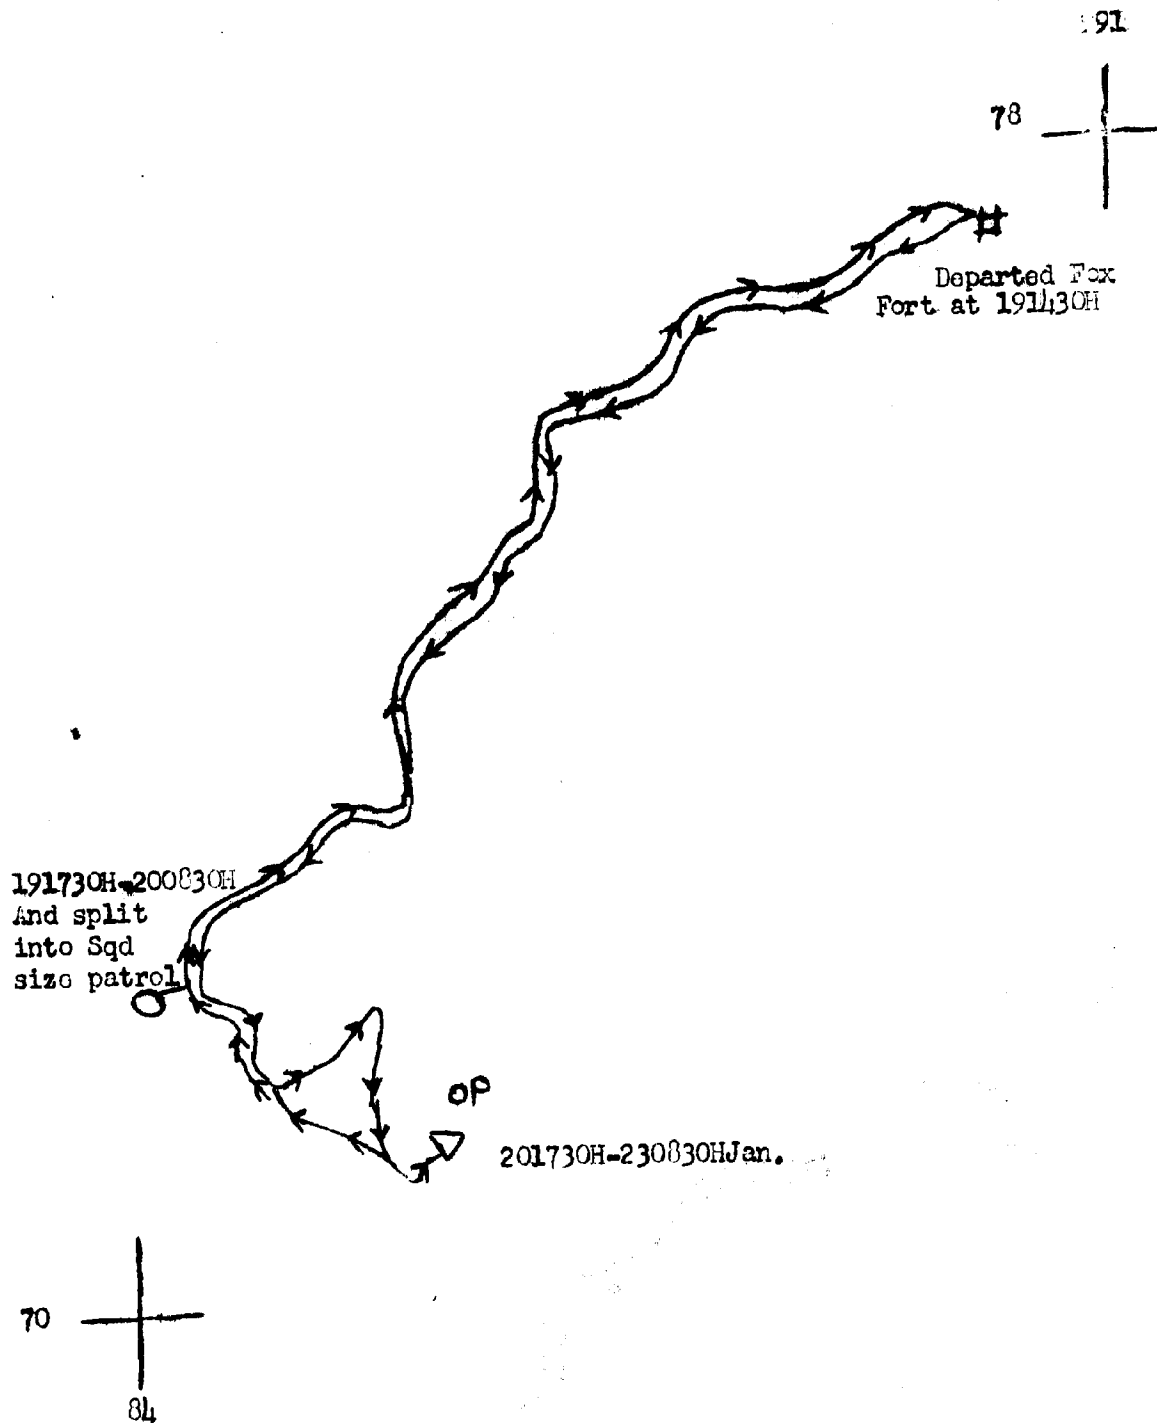 91
78
Departed Fox
Fort at 191430H
191730H-200830H
And split
into Sqd
size patrol
OP
201730H-230830HJan.
70
84